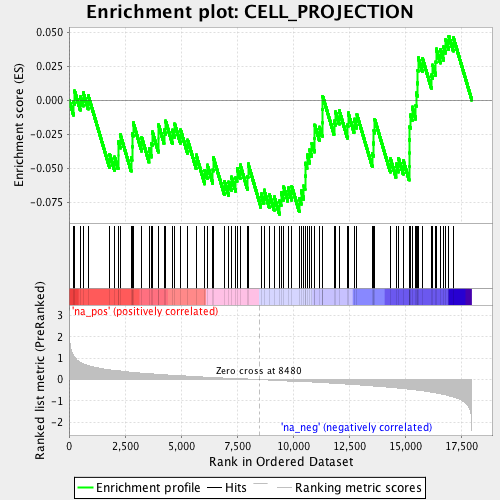 Enrichment plot: CELL_PROJECTION
Enrichment score (ES)
0.050
0.025
0.000
-0.025
-0.050
-0.075
Ranked list metric (PreRanked)
3
2
1
0
-1
-2
'na_pos' (positively correlated)
Zero cross at 8480
'na_neg' (negatively correlated)
0
2,500
5,000
7,500
10,000
12,500
15,000
17,500
Rank in Ordered Dataset
Enrichment profile
Hits
Ranking metric scores